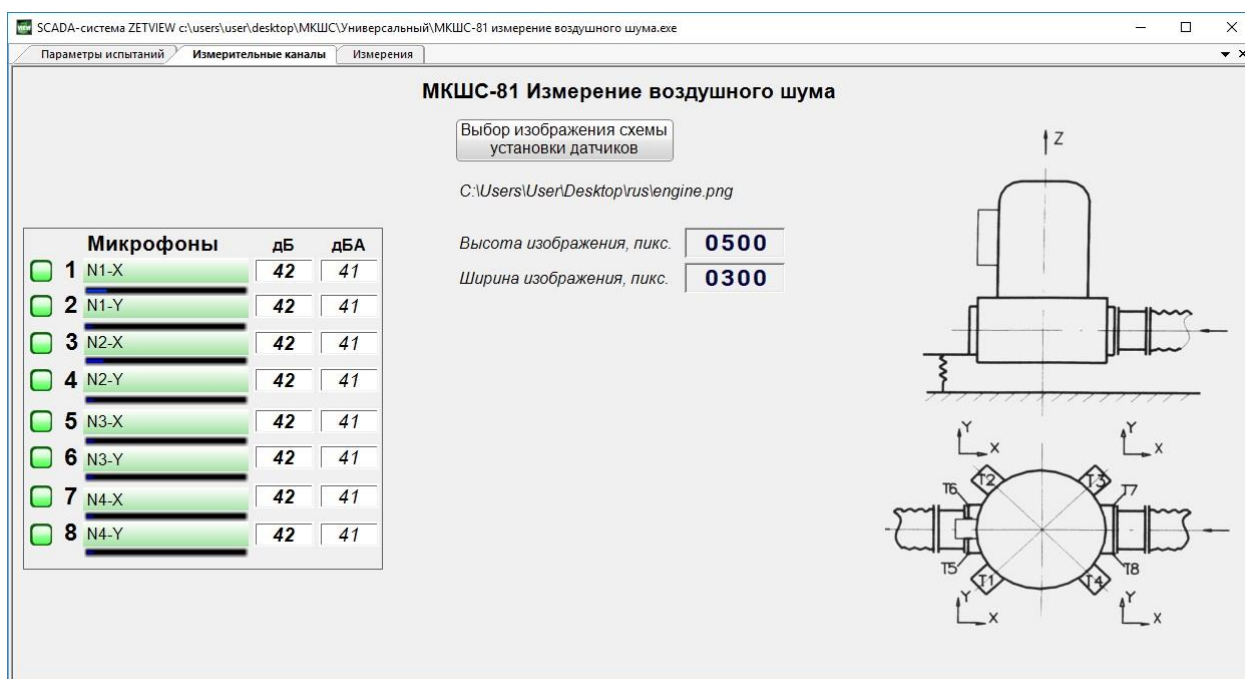 SCADA-система ZETVIEW c:\users\user\desktop\МКШС\Универсальный\МКШС-81 измерение воздушного шума.exe
Параметры испытаний Измерительные каналы Измерения
МКШС-81 Измерение воздушного шума
Выбор изображения схемы
установки датчиков
C:\Users\User\Desktop\rus\engine.png
Высота изображения, пикс. 0500
Ширина изображения, пикс. 0300
Микрофоны дБ дБА
1 N1-X 42 41
2 N1-Y 42 41
3 N2-X 42 41
4 N2-Y 42 41
5 N3-X 42 41
6 N3-Y 42 41
7 N4-X 42 41
8 N4-Y 42 41
Z
Y X Y X
T2 T3
T6 T7
T5 T8
T1 T4
Y X Y X